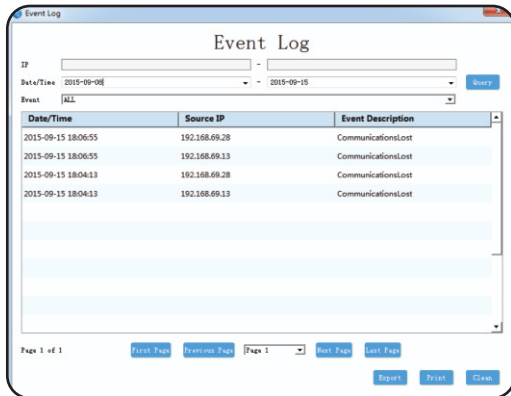 Event Log
Event Log
IP -
Date/Time 2015-09-08 - 2015-09-15 Query
Event ALL
Date/Time Source IP Event Description
2015-09-15 18:06:55 192.168.69.28 CommunicationsLost
2015-09-15 18:06:55 192.168.69.13 CommunicationsLost
2015-09-15 18:04:13 192.168.69.28 CommunicationsLost
2015-09-15 18:04:13 192.168.69.13 CommunicationsLost
Page 1 of 1 First Page Previous Page Page 1 Next Page Last Page
Export Print Clean